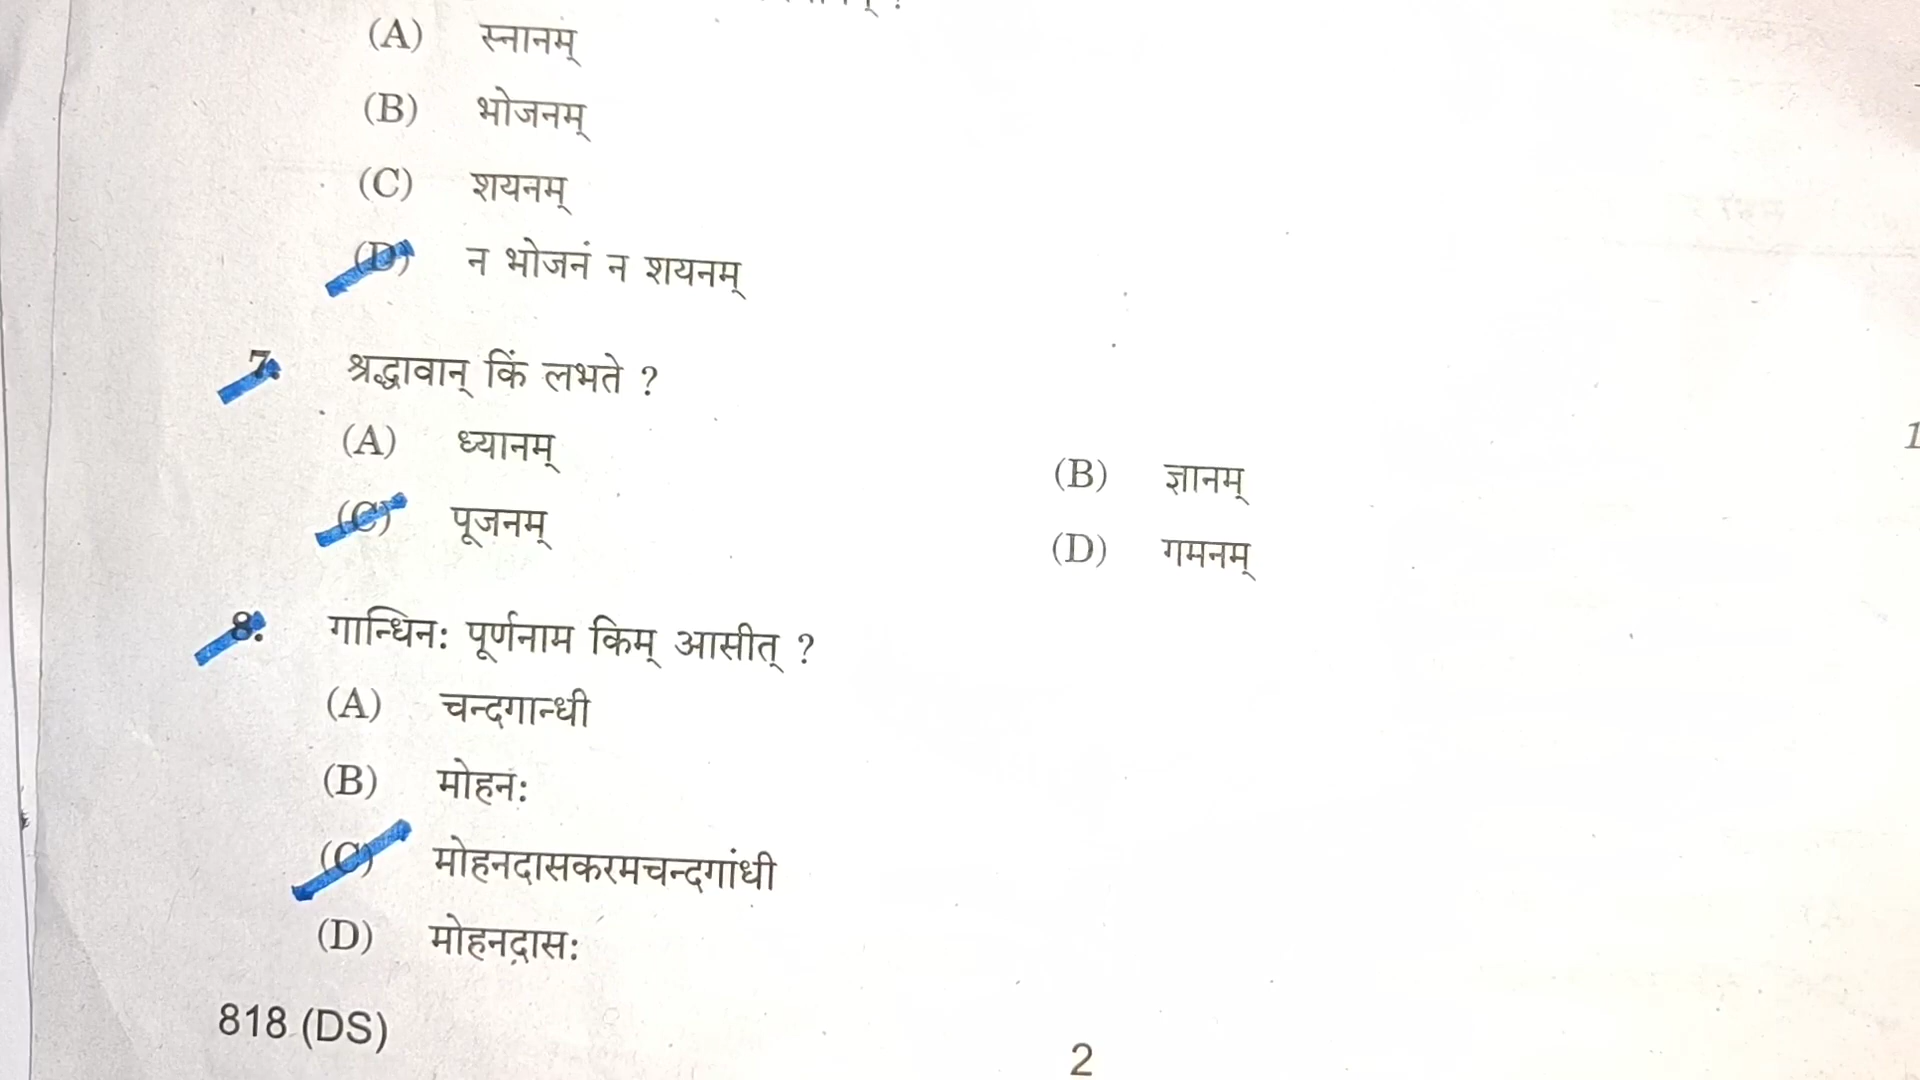 (A) स्नानम्
(B) भोजनम्
(C) शयनम्
(D) न भोजनं न शयनम्
7. श्रद्धावान् किं लभते ?
(A) ध्यानम्
(B) ज्ञानम्
(C) पूजनम्
(D) गमनम्
8. गान्धिनः पूर्णनाम किम् आसीत् ?
(A) चन्दगान्धी
(B) मोहनः
(C) मोहनदासकरमचन्दगांधी
(D) मोहनदासः
818 (DS)
2